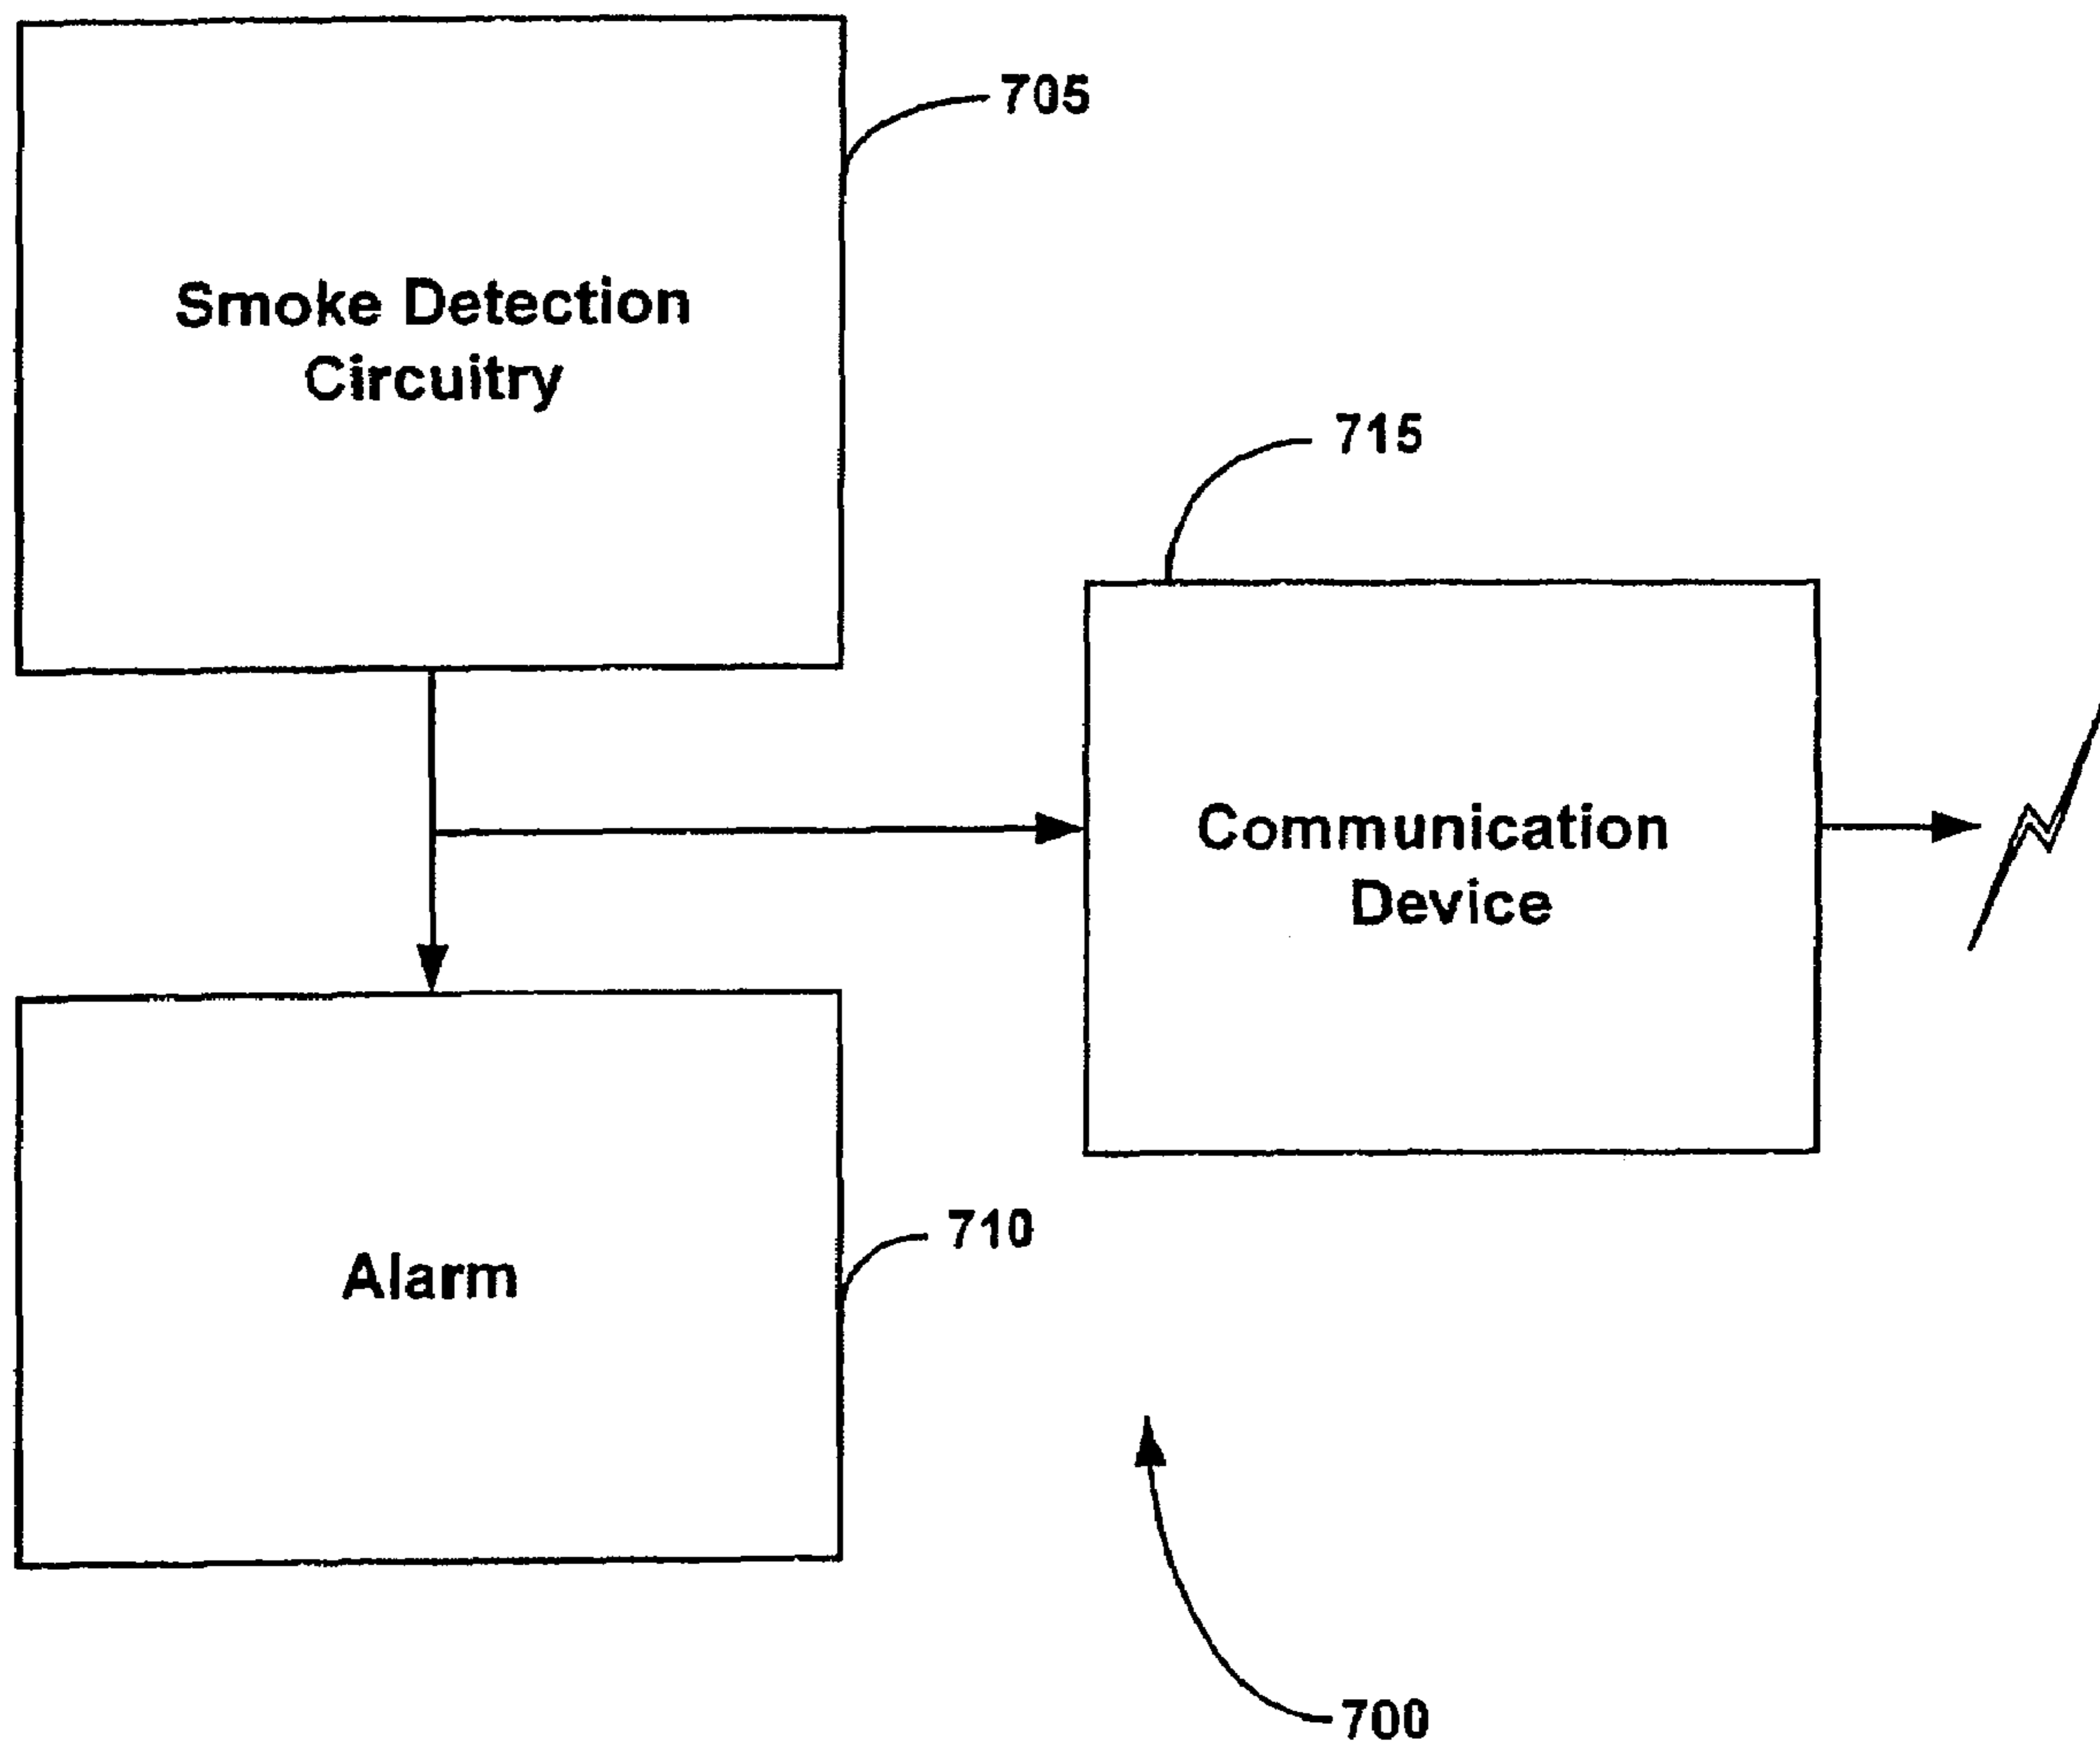 705
Smoke Detection
Circuitry
715
Communication
Device
710
Alarm
700